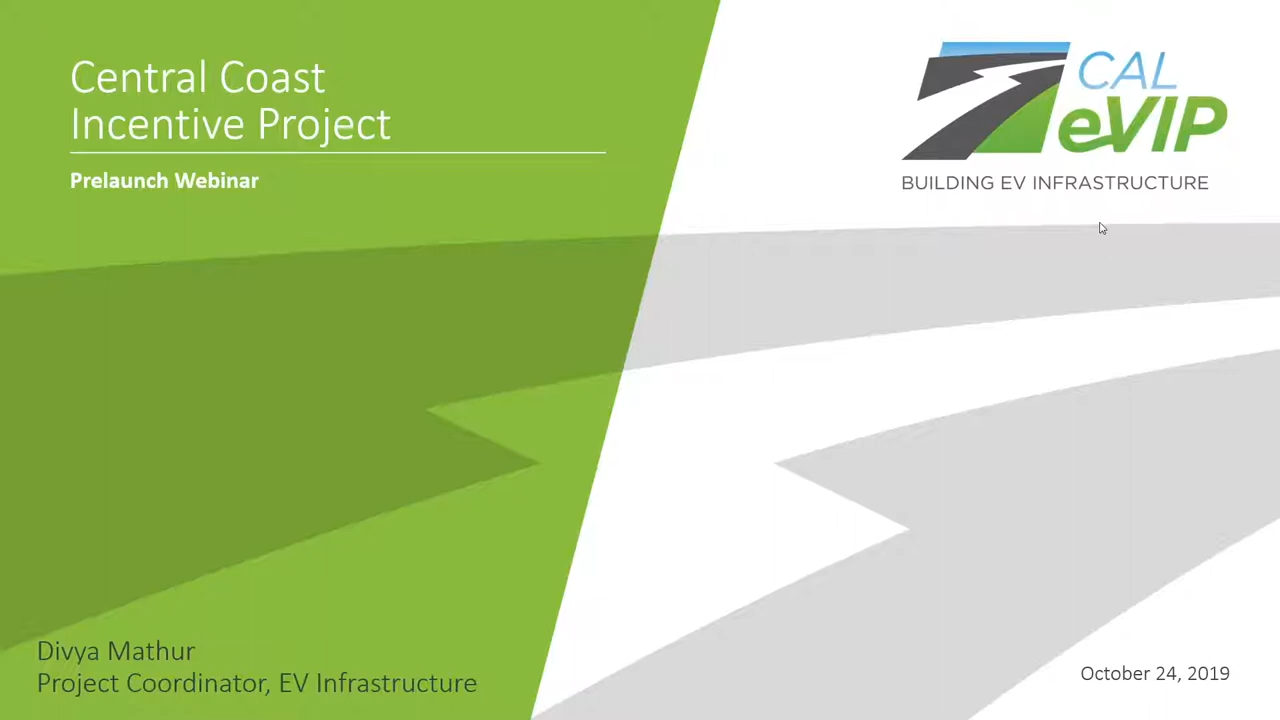 Central Coast
Incentive Project
Prelaunch Webinar
CAL
eVIP
BUILDING EV INFRASTRUCTURE
Divya Mathur
Project Coordinator, EV Infrastructure
October 24, 2019